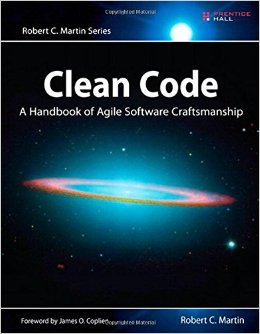 Robert C. Martin Series
PRENTICE
HALL
Clean Code
A Handbook of Agile Software Craftsmanship
Foreword by James O. Coplien
Robert C. Martin